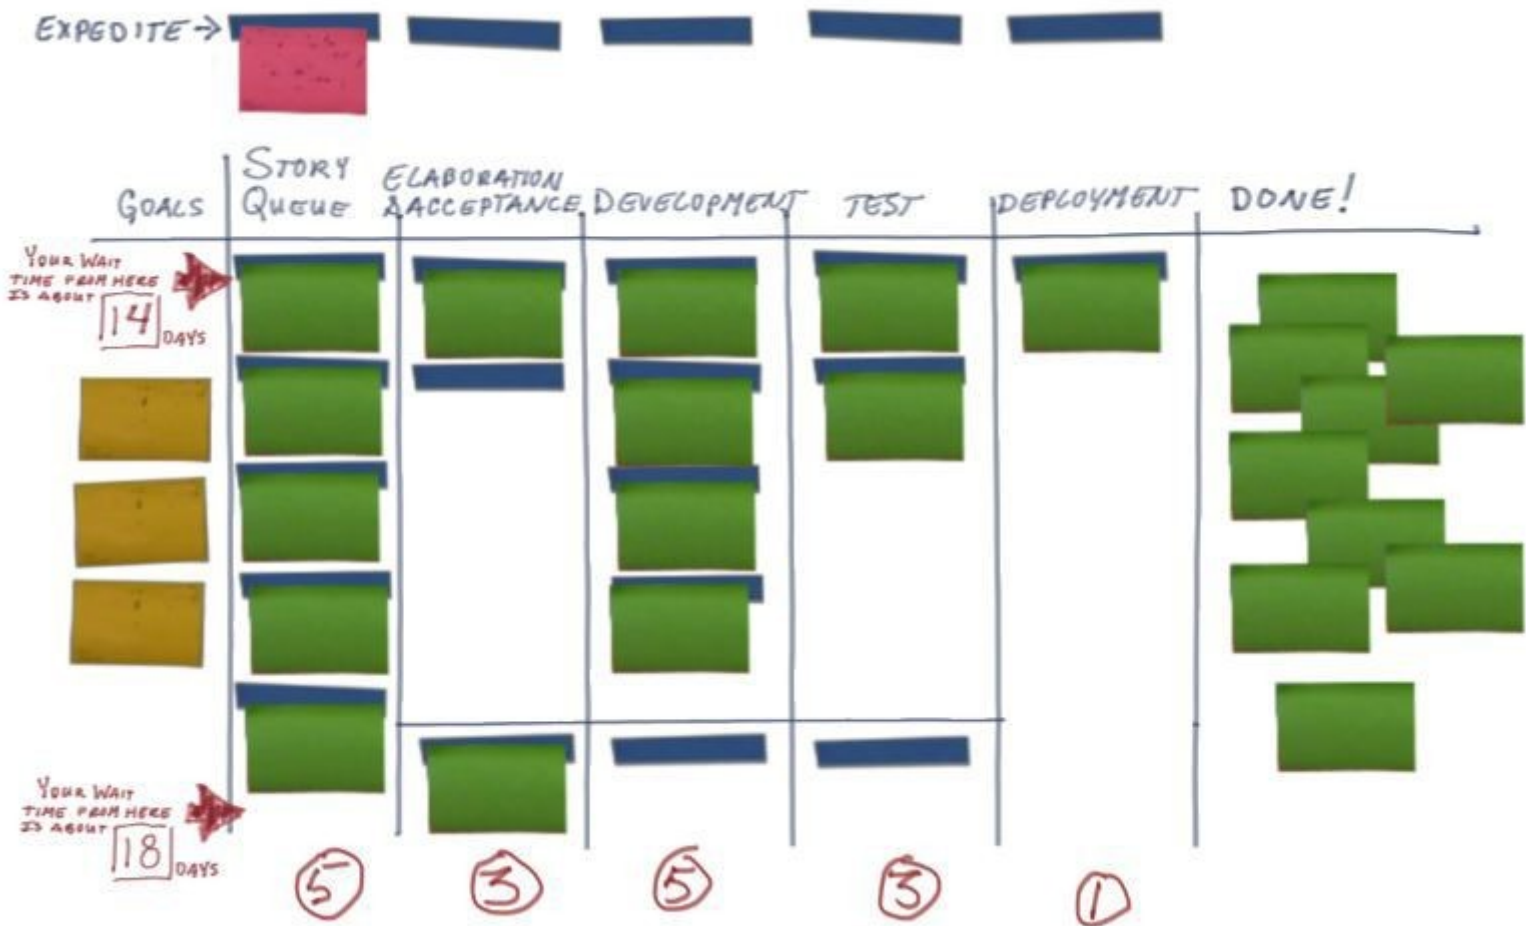 EXPEDITE →
GOALS
STORY
QUEUE
ELABORATION
& ACCEPTANCE
DEVELOPMENT
TEST
DEPLOYMENT
DONE!
YOUR WAIT
TIME FROM HERE
IS ABOUT
14 DAYS
YOUR WAIT
TIME FROM HERE
IS ABOUT
18 DAYS
5
3
5
3
1